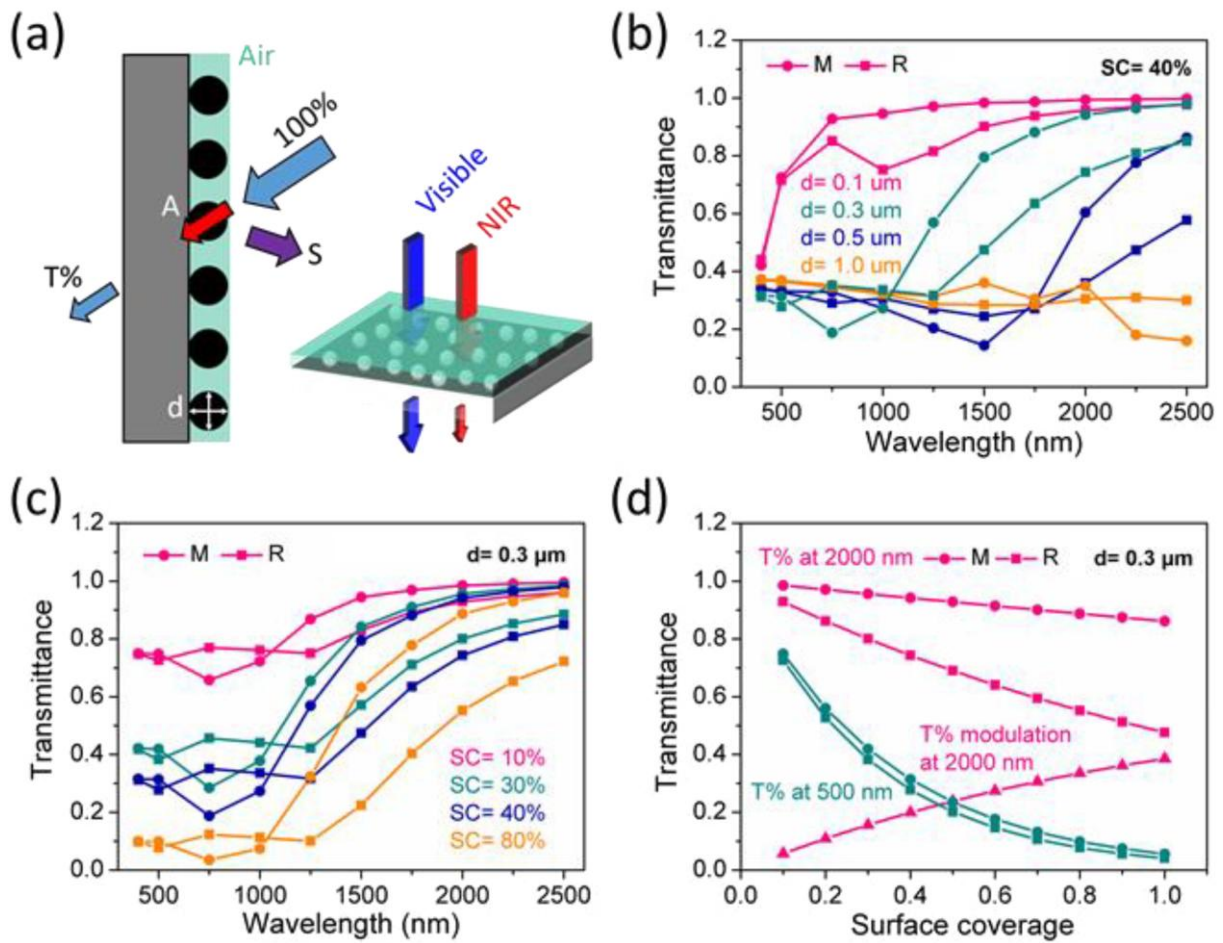 (a)
Air
100%
A
S
T%
d
Visible
NIR
(b)
1.2
1.0
0.8
0.6
0.4
0.2
0.0
Transmittance
M R
SC= 40%
d= 0.1 um
d= 0.3 um
d= 0.5 um
d= 1.0 um
500 1000 1500 2000 2500
Wavelength (nm)
(c)
1.2
1.0
0.8
0.6
0.4
0.2
0.0
Transmittance
M R
d= 0.3 μm
SC= 10%
SC= 30%
SC= 40%
SC= 80%
500 1000 1500 2000 2500
Wavelength (nm)
(d)
1.2
1.0
0.8
0.6
0.4
0.2
0.0
Transmittance
T% at 2000 nm M R d= 0.3 μm
T% modulation
at 2000 nm
T% at 500 nm
0.0 0.2 0.4 0.6 0.8 1.0
Surface coverage